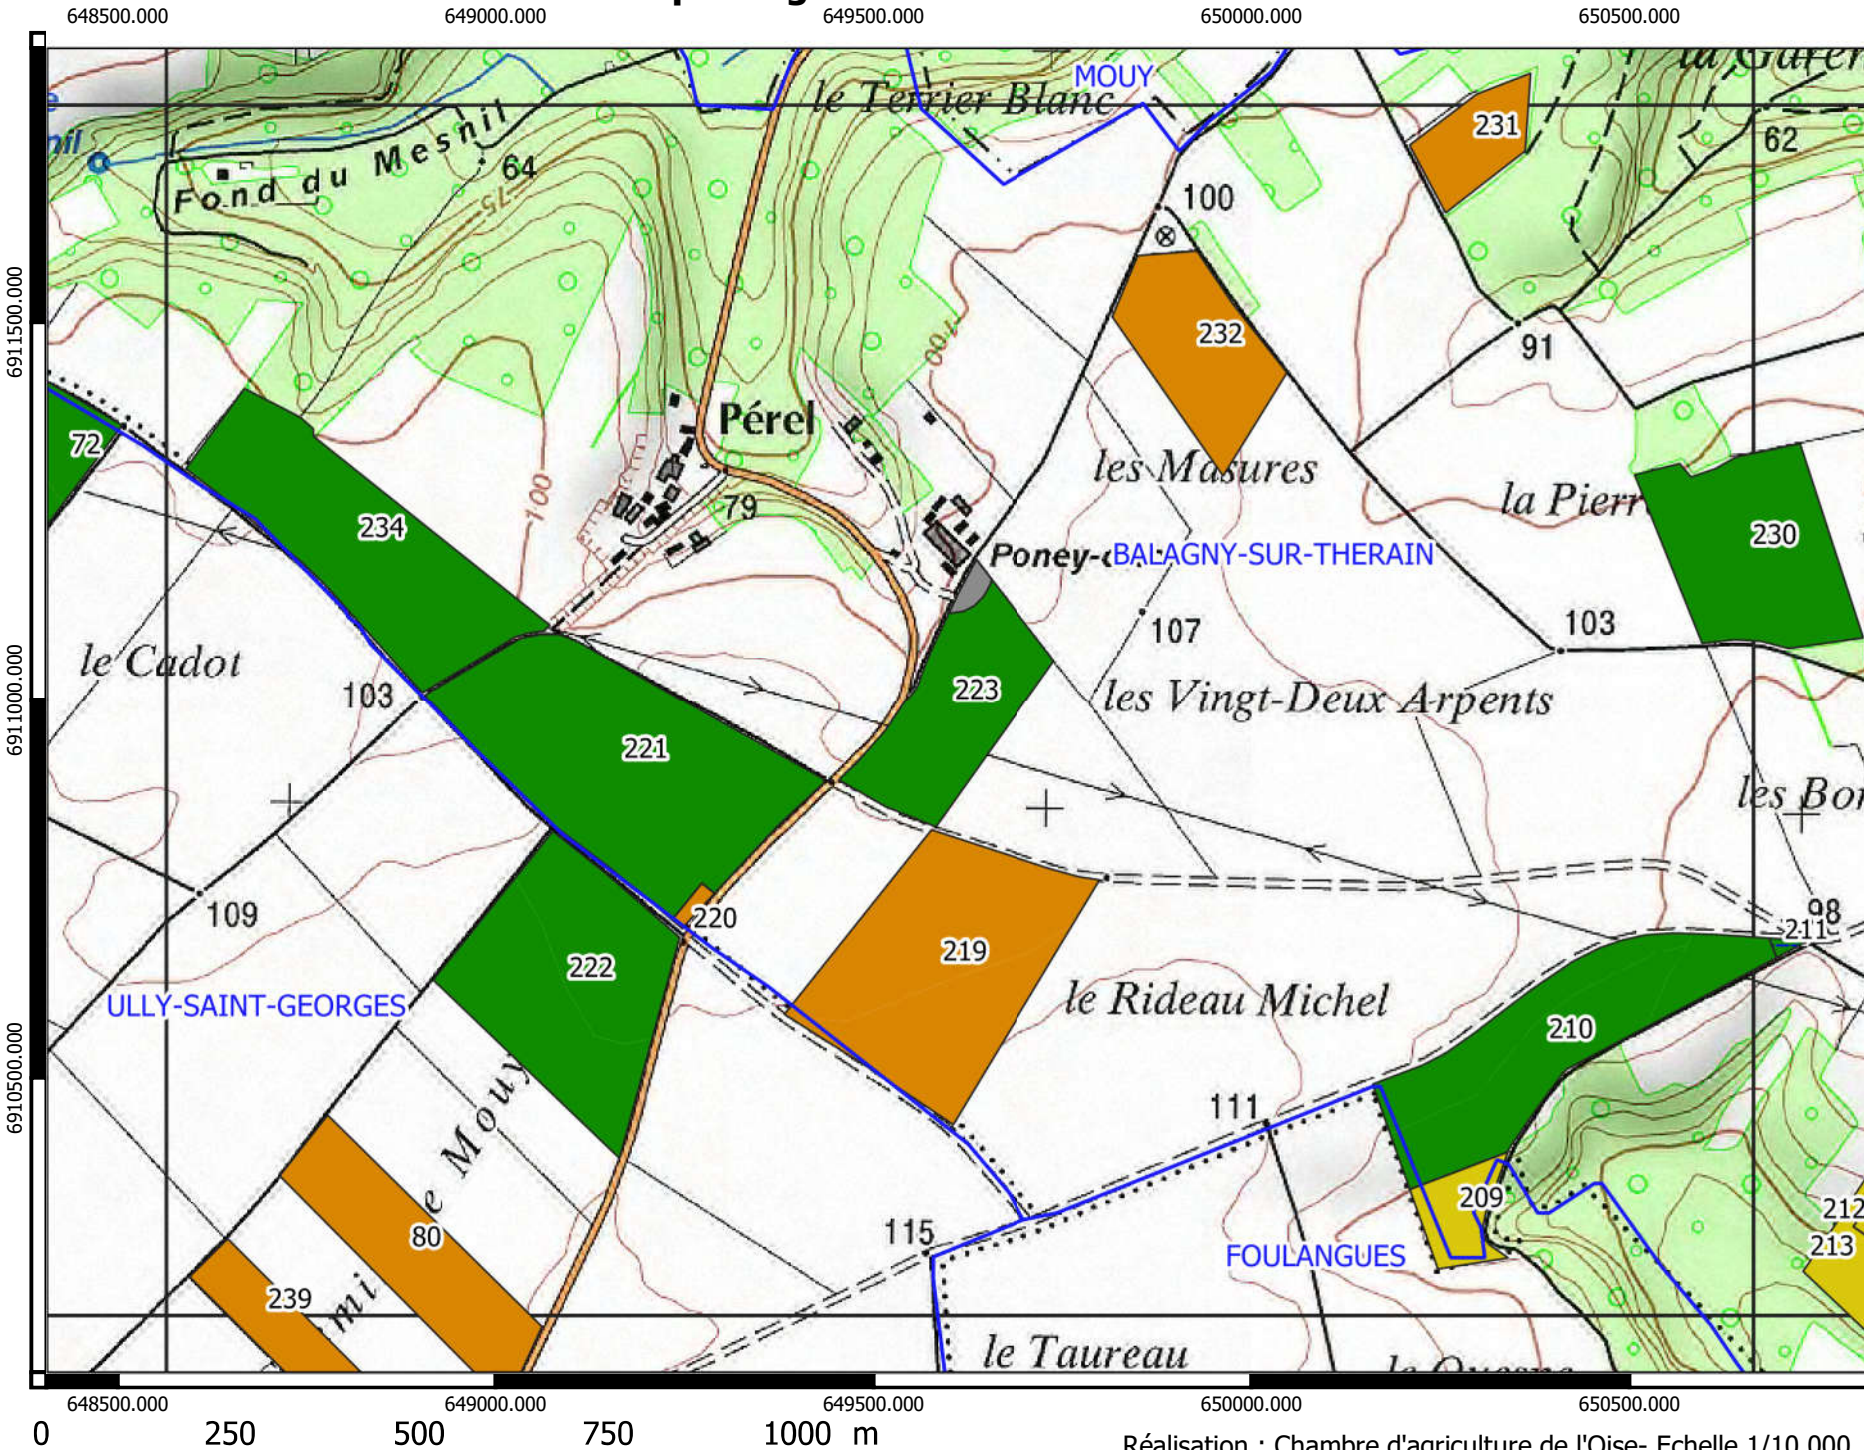 648500.000 649000.000 649500.000 650000.000 650500.000
MOUY
le Terrier Blanc
231
62
Fond du Mesnil
64
75
100
6911500.000
232
100
91
72
Pérel
les Masures
79
100
234
230
Poney-
BALAGNY-SUR-THERAIN
107
103
le Cadot
103
6911000.000
223
les Vingt-Deux Arpents
221
109
220
98
211
219
222
ULLY-SAINT-GEORGES
le Rideau Michel
210
6910500.000
111
Mouy
209
212
80
115
213
FOULANGUES
239
mi
le Taureau
648500.000 649000.000 649500.000 650000.000 650500.000
0 250 500 750 1000 m
Réalisation : Chambre d'agriculture de l'Oise- Echelle 1/10 000